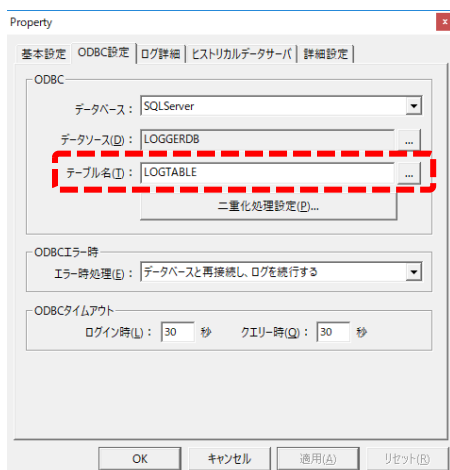 Property x
基本設定 ODBC設定 ログ詳細 ヒストリカルデータサーバ 詳細設定
ODBC
データベース： SQLServer
データソース(D)： LOGGERDB ...
テーブル名(T)： LOGTABLE ...
二重化処理設定(P)...
ODBCエラー時
エラー時処理(E)： データベースと再接続し、ログを続行する
ODBCタイムアウト
ログイン時(L)： 30 秒 クエリー時(Q)： 30 秒
OK キャンセル 適用(A) リセット(R)